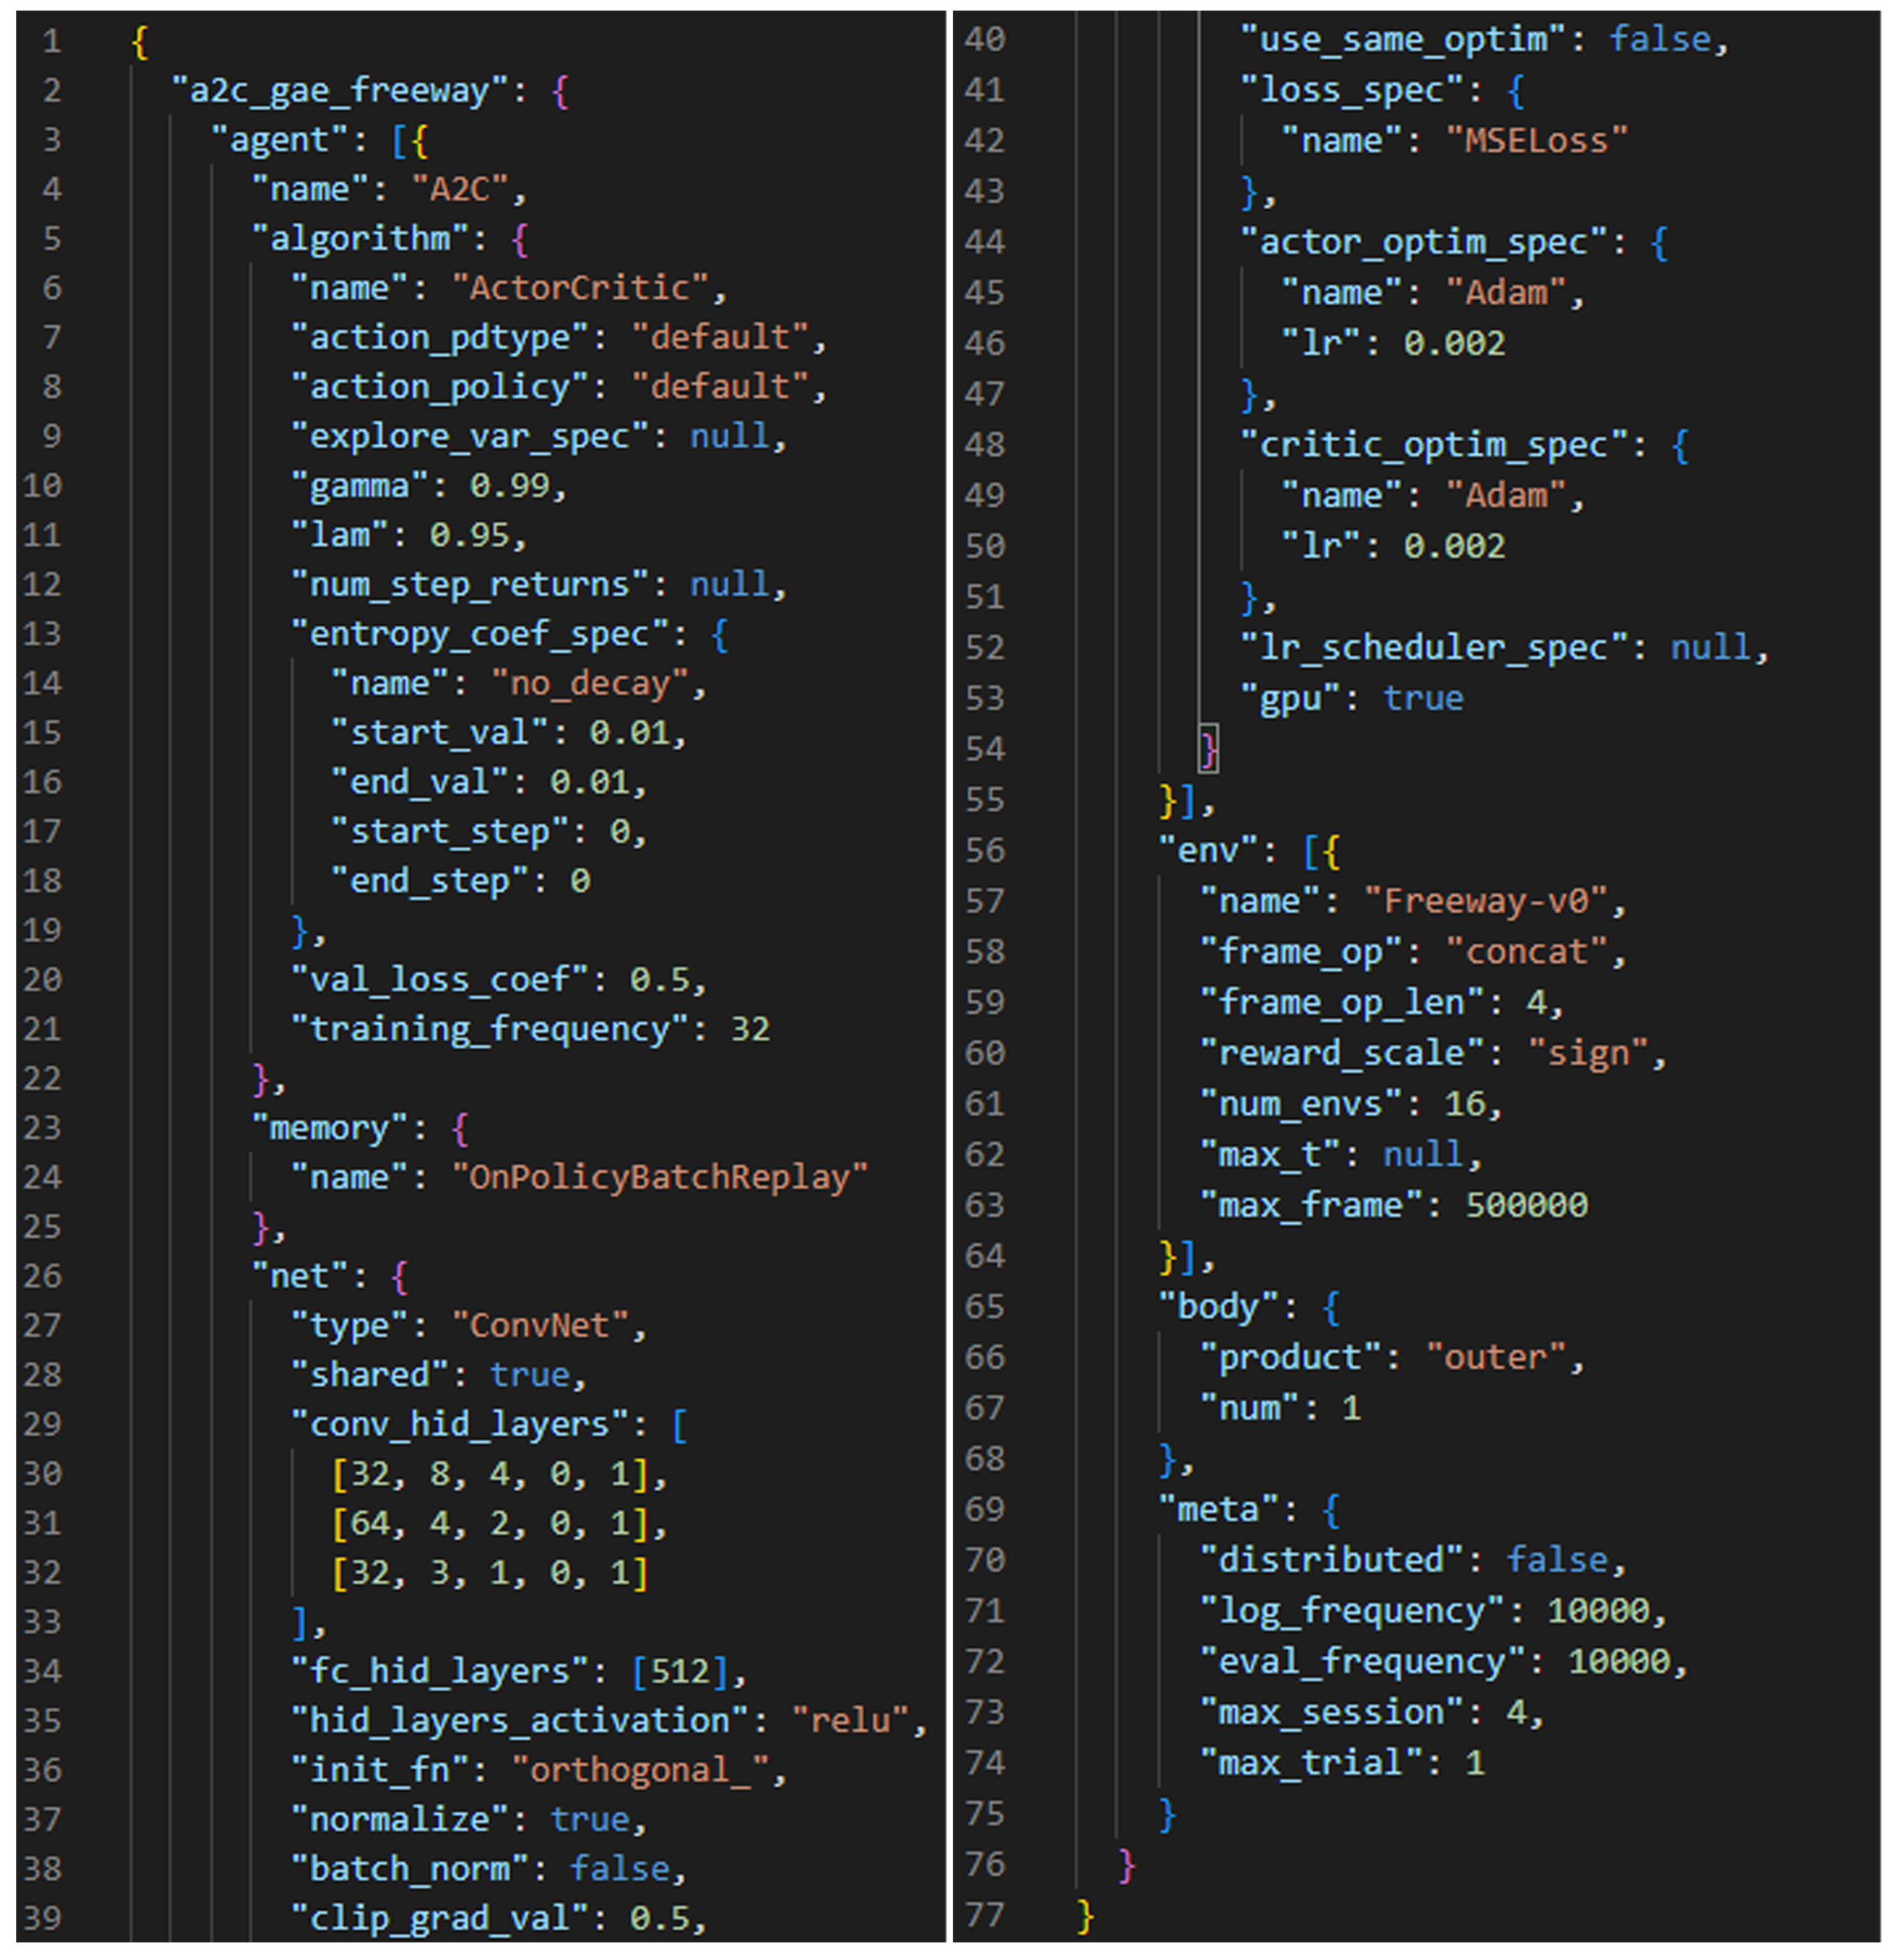 1 {
2 "a2c_gae_freeway": {
3 "agent": [{
4 "name": "A2C",
5 "algorithm": {
6 "name": "ActorCritic",
7 "action_pdtype": "default",
8 "action_policy": "default",
9 "explore_var_spec": null,
10 "gamma": 0.99,
11 "lam": 0.95,
12 "num_step_returns": null,
13 "entropy_coef_spec": {
14 "name": "no_decay",
15 "start_val": 0.01,
16 "end_val": 0.01,
17 "start_step": 0,
18 "end_step": 0
19 },
20 "val_loss_coef": 0.5,
21 "training_frequency": 32
22 },
23 "memory": {
24 "name": "OnPolicyBatchReplay"
25 },
26 "net": {
27 "type": "ConvNet",
28 "shared": true,
29 "conv_hid_layers": [
30 [32, 8, 4, 0, 1],
31 [64, 4, 2, 0, 1],
32 [32, 3, 1, 0, 1]
33 ],
34 "fc_hid_layers": [512],
35 "hid_layers_activation": "relu",
36 "init_fn": "orthogonal_",
37 "normalize": true,
38 "batch_norm": false,
39 "clip_grad_val": 0.5,
40 "use_same_optim": false,
41 "loss_spec": {
42 "name": "MSELoss"
43 },
44 "actor_optim_spec": {
45 "name": "Adam",
46 "lr": 0.002
47 },
48 "critic_optim_spec": {
49 "name": "Adam",
50 "lr": 0.002
51 },
52 "lr_scheduler_spec": null,
53 "gpu": true
54 }
55 }],
56 "env": [{
57 "name": "Freeway-v0",
58 "frame_op": "concat",
59 "frame_op_len": 4,
60 "reward_scale": "sign",
61 "num_envs": 16,
62 "max_t": null,
63 "max_frame": 500000
64 }],
65 "body": {
66 "product": "outer",
67 "num": 1
68 },
69 "meta": {
70 "distributed": false,
71 "log_frequency": 10000,
72 "eval_frequency": 10000,
73 "max_session": 4,
74 "max_trial": 1
75 }
76 }
77 }